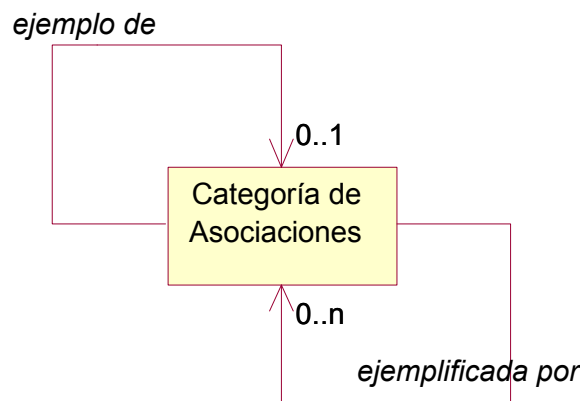 ejemplo de
0..1
Categoría de
Asociaciones
0..n
ejemplificada por